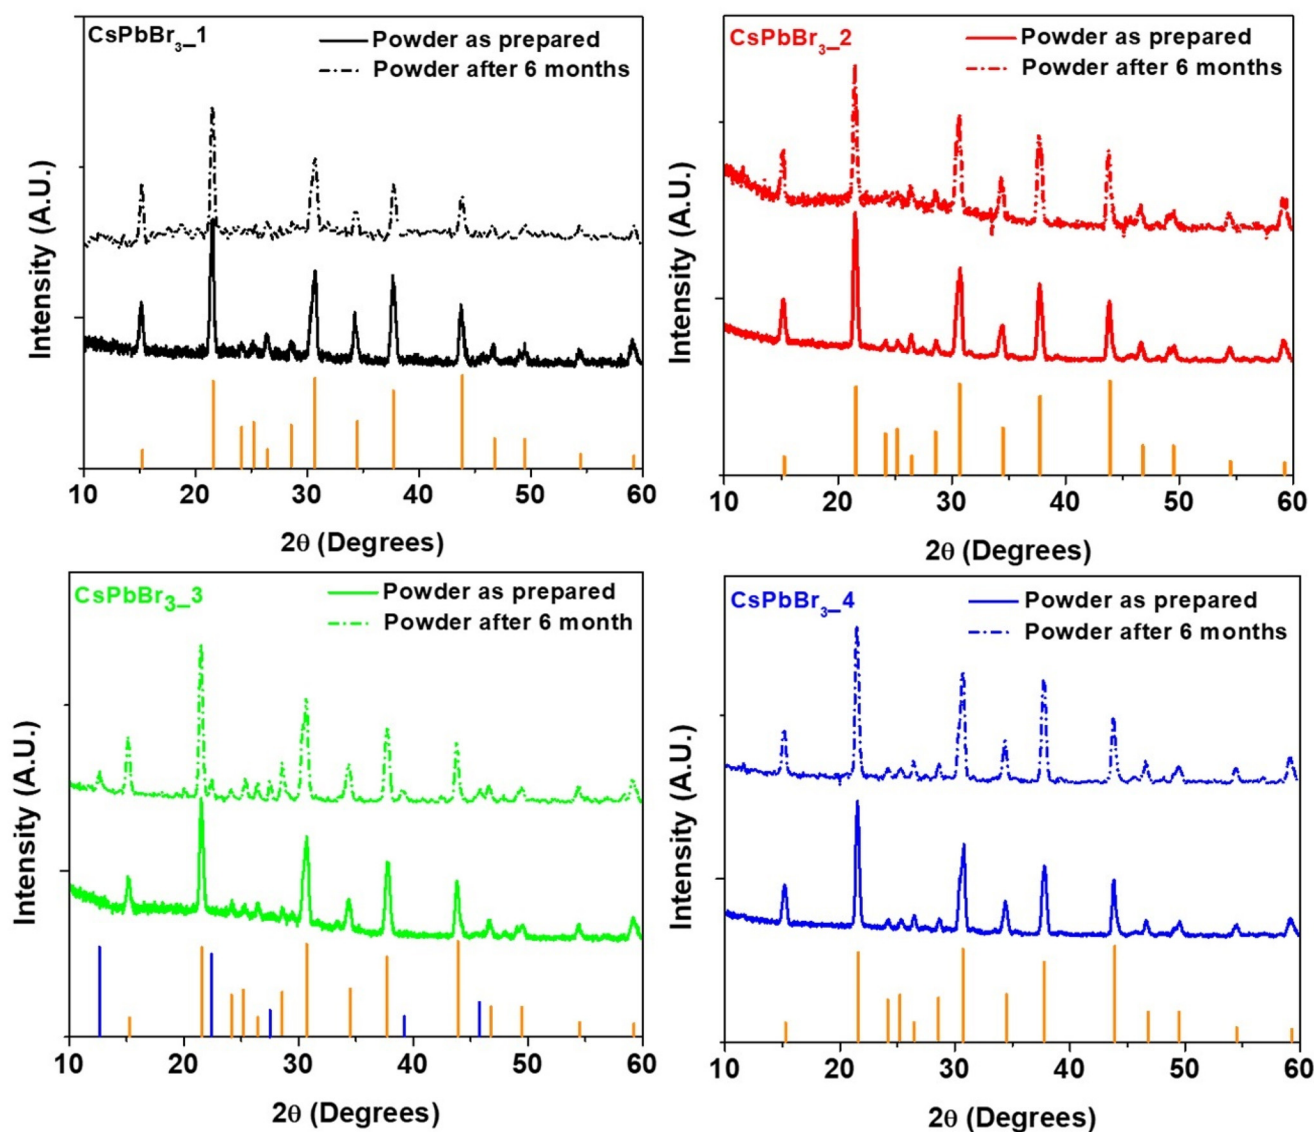 CsPbBr₃_1
Powder as prepared
Powder after 6 months
Intensity (A.U.)
10 20 30 40 50 60
2θ (Degrees)
CsPbBr₃_2
Powder as prepared
Powder after 6 months
Intensity (A.U.)
10 20 30 40 50 60
2θ (Degrees)
CsPbBr₃_3
Powder as prepared
Powder after 6 month
Intensity (A.U.)
10 20 30 40 50 60
2θ (Degrees)
CsPbBr₃_4
Powder as prepared
Powder after 6 months
Intensity (A.U.)
10 20 30 40 50 60
2θ (Degrees)